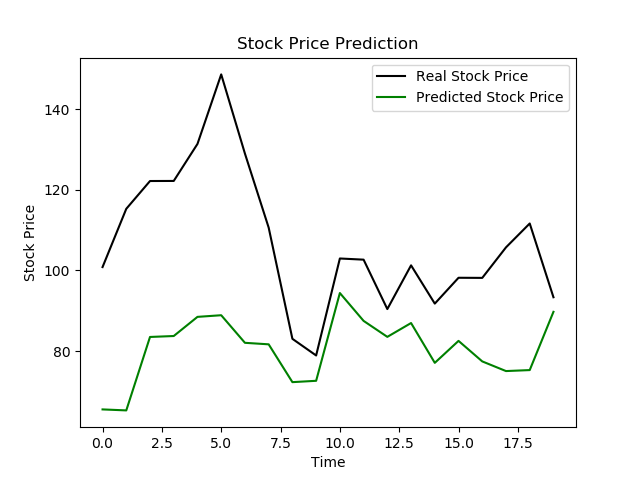 Stock Price Prediction
Real Stock Price
Predicted Stock Price
Stock Price
140
120
100
80
0.0 2.5 5.0 7.5 10.0 12.5 15.0 17.5
Time